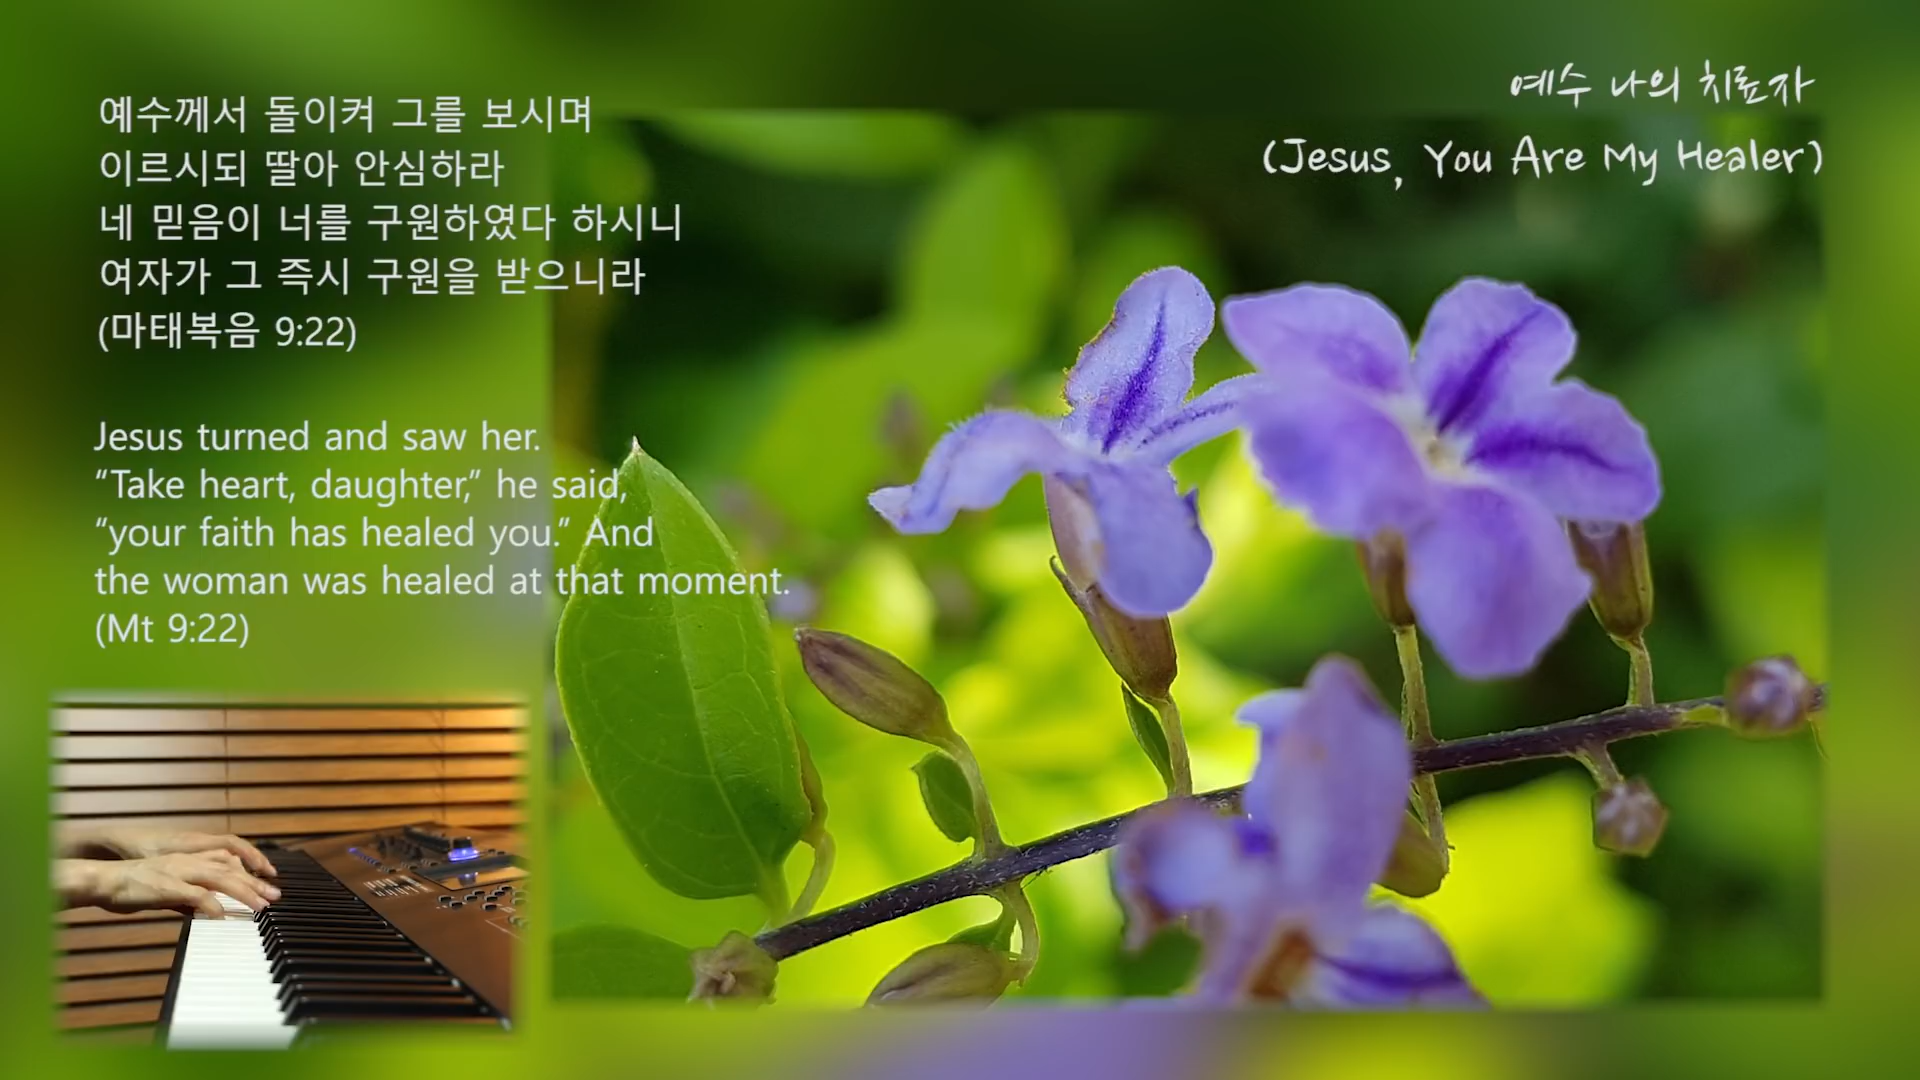 예수께서 돌이켜 그를 보시며
이르시되 딸아 안심하라
네 믿음이 너를 구원하였다 하시니
여자가 그 즉시 구원을 받으니라
(마태복음 9:22)
Jesus turned and saw her.
“Take heart, daughter,” he said,
“your faith has healed you.” And
the woman was healed at that moment.
(Mt 9:22)
예수 나의 치료자
(Jesus, You Are My Healer)